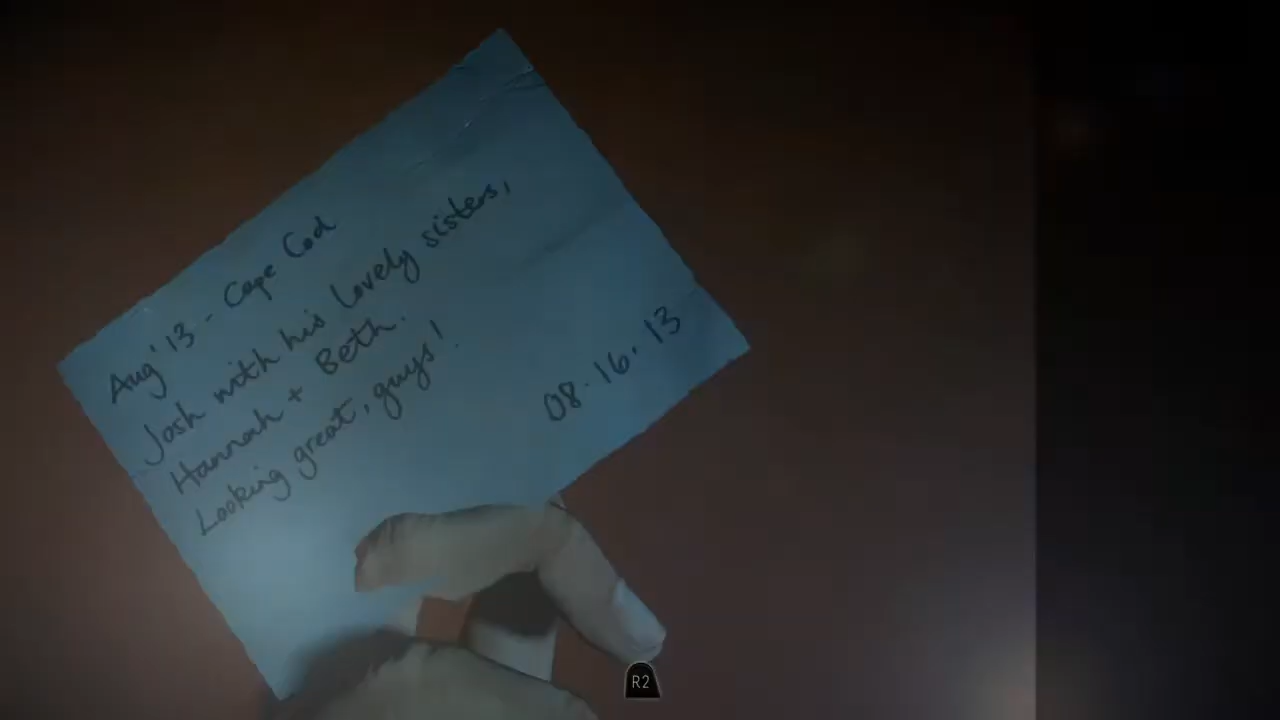 Aug '13 - Cape Cod
Josh with his lovely sisters,
Hannah + Beth.
Looking great, guys!
08.16.13
R2